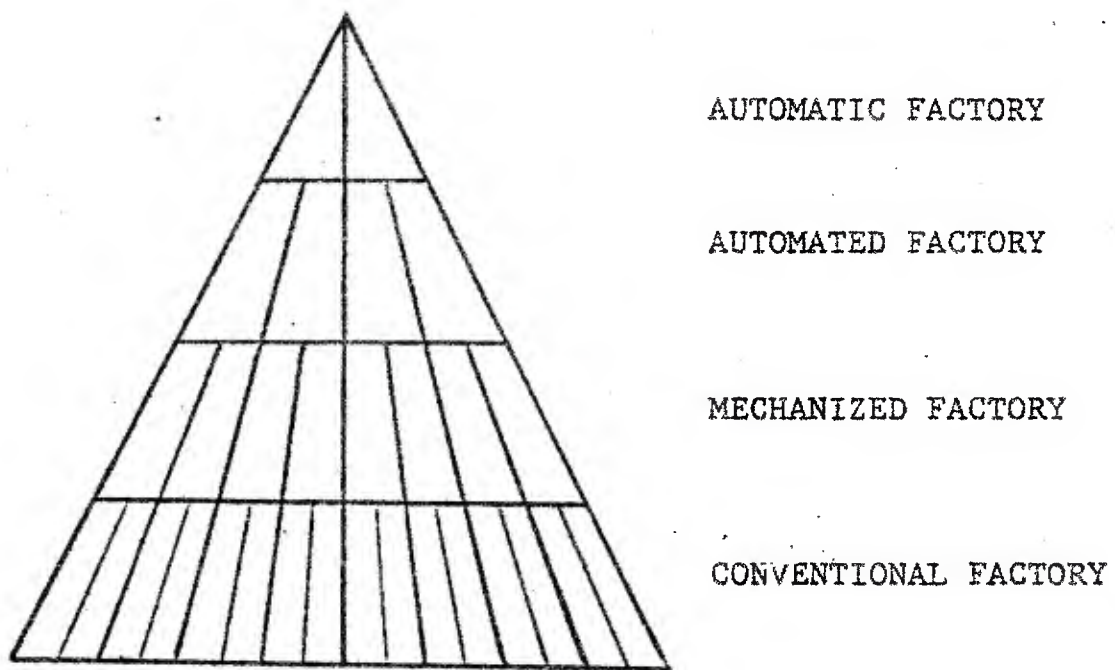 AUTOMATIC FACTORY
AUTOMATED FACTORY
MECHANIZED FACTORY
CONVENTIONAL FACTORY